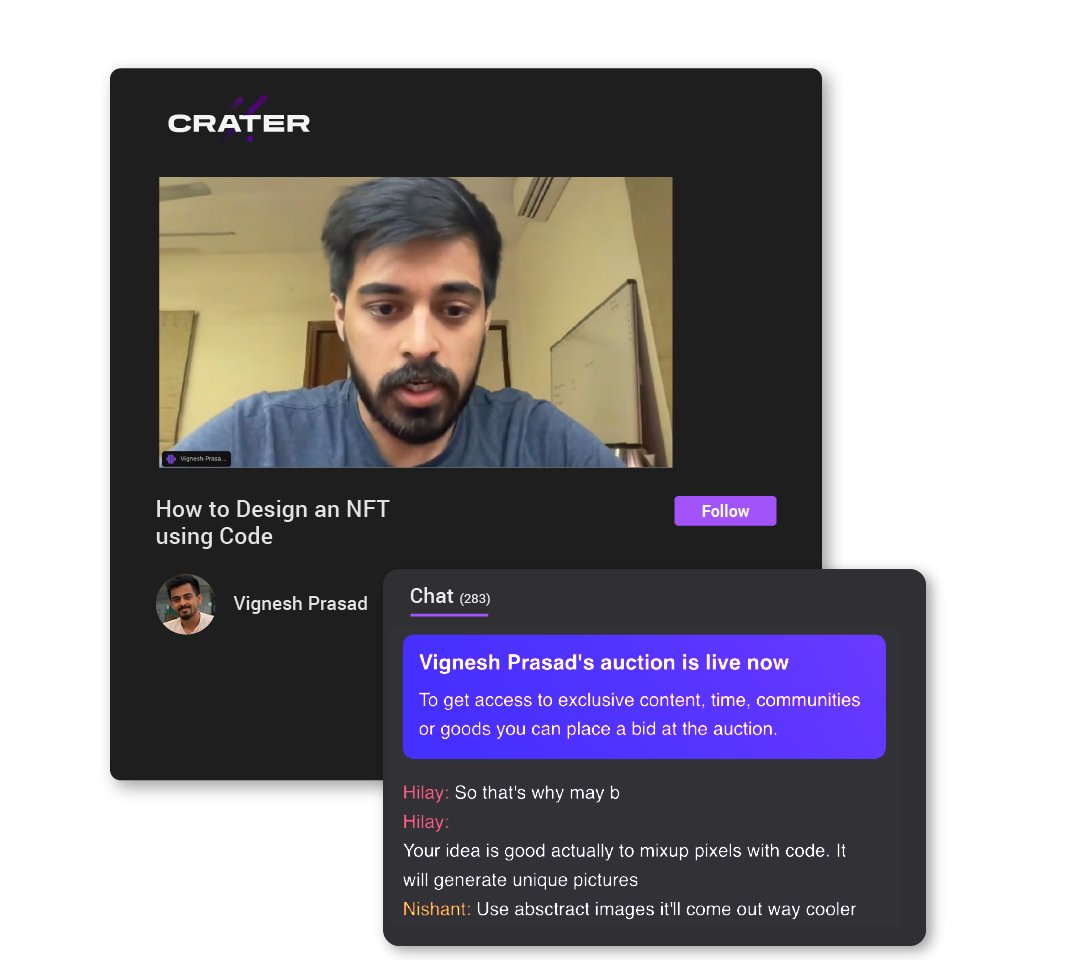 CRATER
Vignesh Prasa...
How to Design an NFT
using Code
Follow
Vignesh Prasad
Chat (283)
Vignesh Prasad's auction is live now
To get access to exclusive content, time, communities
or goods you can place a bid at the auction.
Hilay: So that's why may b
Hilay:
Your idea is good actually to mixup pixels with code. It
will generate unique pictures
Nishant: Use absctract images it'll come out way cooler